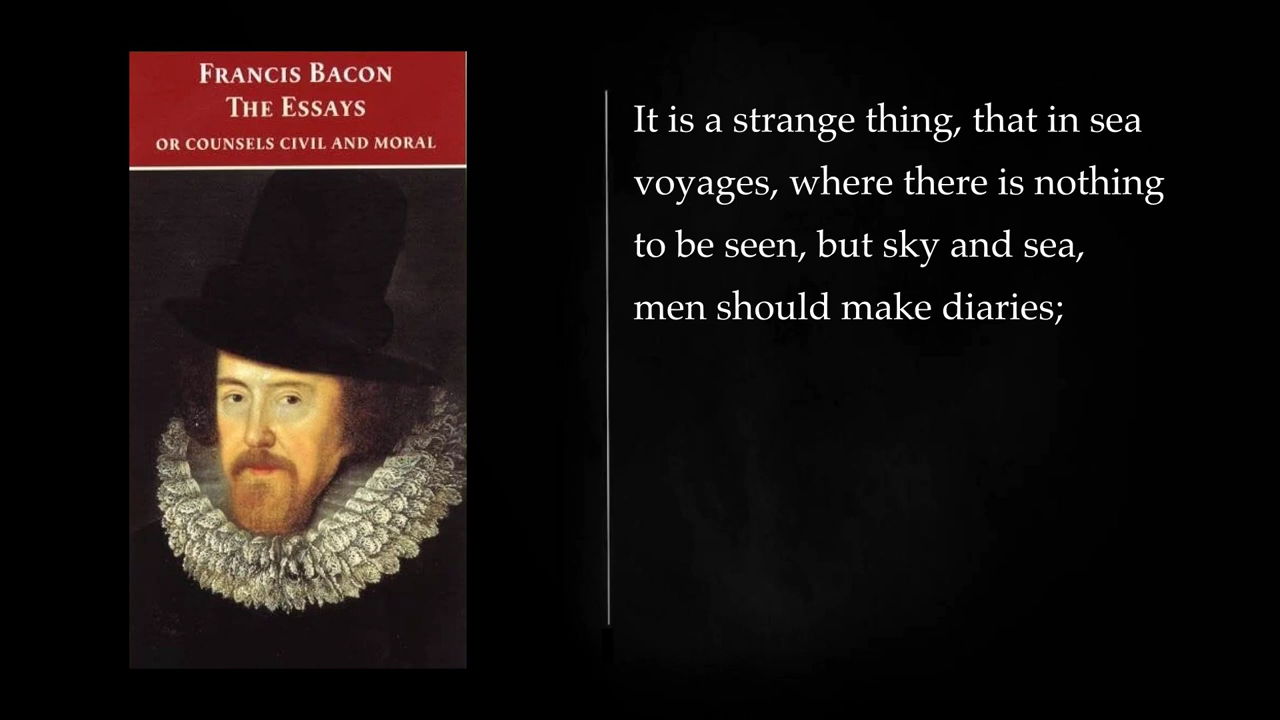 FRANCIS BACON
THE ESSAYS
OR COUNSELS CIVIL AND MORAL
It is a strange thing, that in sea
voyages, where there is nothing
to be seen, but sky and sea,
men should make diaries;